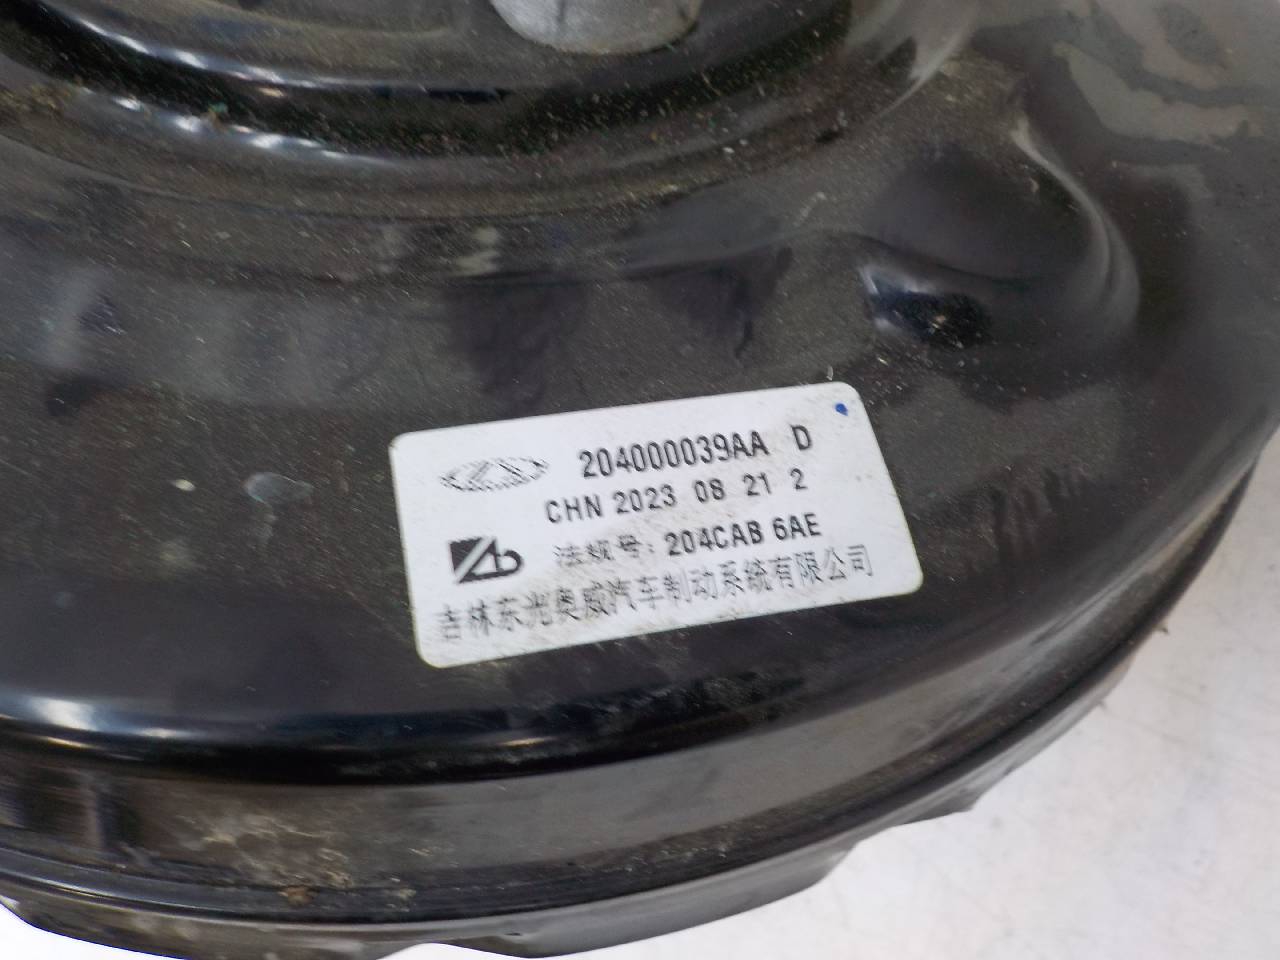 204000039AA D
CHN 2023 08 21 2
法规号: 204CAB 6AE
吉林东光奥威汽车制动系统有限公司